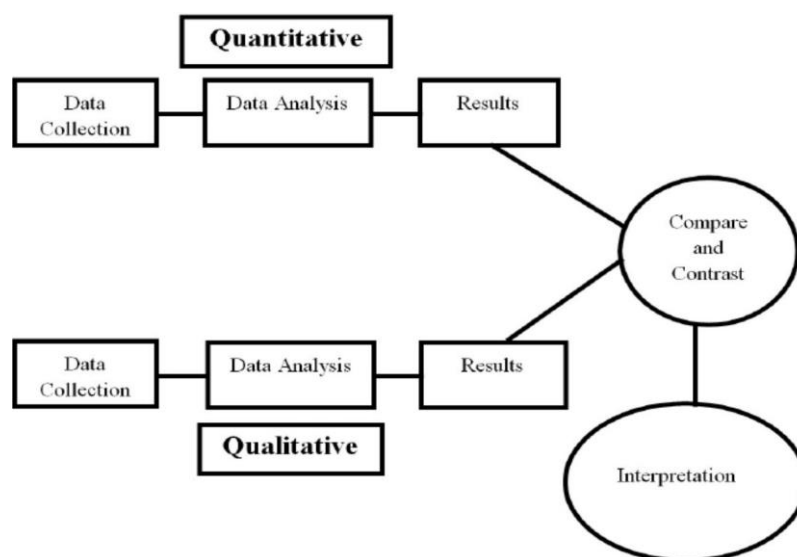 Quantitative
Data
Collection
Data Analysis
Results
Compare
and
Contrast
Data
Collection
Data Analysis
Results
Qualitative
Interpretation